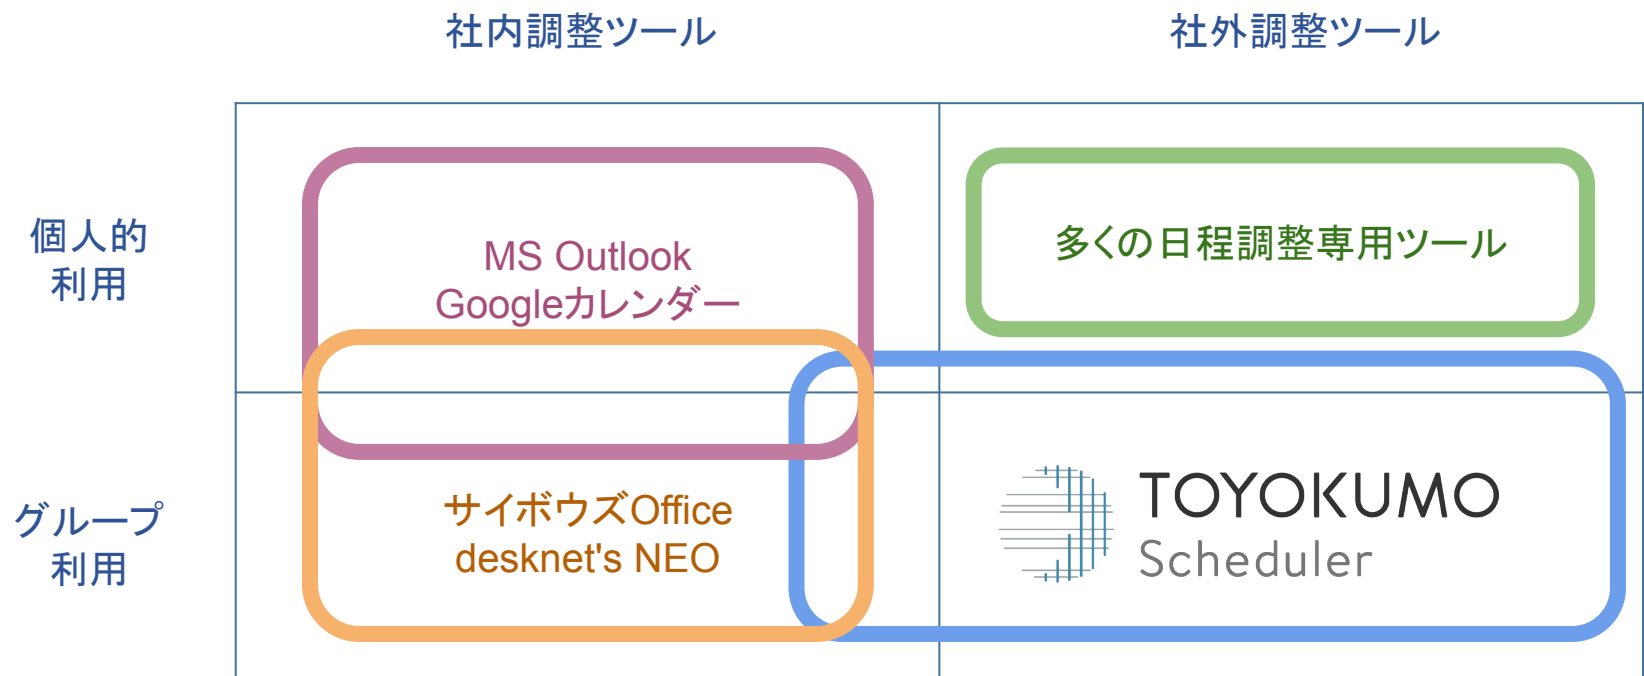 社内調整ツール
社外調整ツール
個人的
利用
MS Outlook
Googleカレンダー
多くの日程調整専用ツール
グループ
利用
サイボウズOffice
desknet's NEO
TOYOKUMO
Scheduler